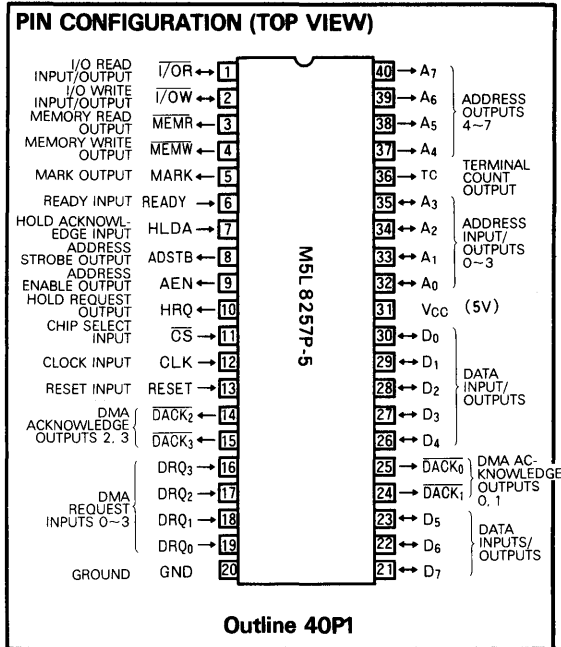 PIN CONFIGURATION (TOP VIEW)
I/O READ
INPUT/OUTPUT
I/OR ↔ 1
I/O WRITE
INPUT/OUTPUT
I/OW ↔ 2
MEMORY READ
OUTPUT
MEMR ← 3
MEMORY WRITE
OUTPUT
MEMW ← 4
MARK OUTPUT MARK ← 5
READY INPUT READY → 6
HOLD ACKNOWL-
EDGE INPUT
HLDA → 7
ADDRESS
STROBE OUTPUT
ADSTB ← 8
ADDRESS
ENABLE OUTPUT
AEN ← 9
HOLD REQUEST
OUTPUT
HRQ ← 10
CHIP SELECT
INPUT
CS → 11
CLOCK INPUT CLK → 12
RESET INPUT RESET → 13
DMA
ACKNOWLEDGE
OUTPUTS 2, 3
DACK2 ← 14
DACK3 ← 15
DMA
REQUEST
INPUTS 0~3
DRQ3 → 16
DRQ2 → 17
DRQ1 → 18
DRQ0 → 19
GROUND GND 20
M5L8257P-5
40 → A7
39 → A6
38 → A5
37 → A4
ADDRESS
OUTPUTS
4~7
36 → TC
TERMINAL
COUNT
OUTPUT
35 ↔ A3
34 ↔ A2
33 ↔ A1
32 ↔ A0
ADDRESS
INPUT/
OUTPUTS
0~3
31 VCC (5V)
30 ↔ D0
29 ↔ D1
28 ↔ D2
27 ↔ D3
26 ↔ D4
DATA
INPUT/
OUTPUTS
25 → DACK0
24 → DACK1
DMA AC-
KNOWLEDGE
OUTPUTS
0, 1
23 ↔ D5
22 ↔ D6
21 ↔ D7
DATA
INPUTS/
OUTPUTS
Outline 40P1